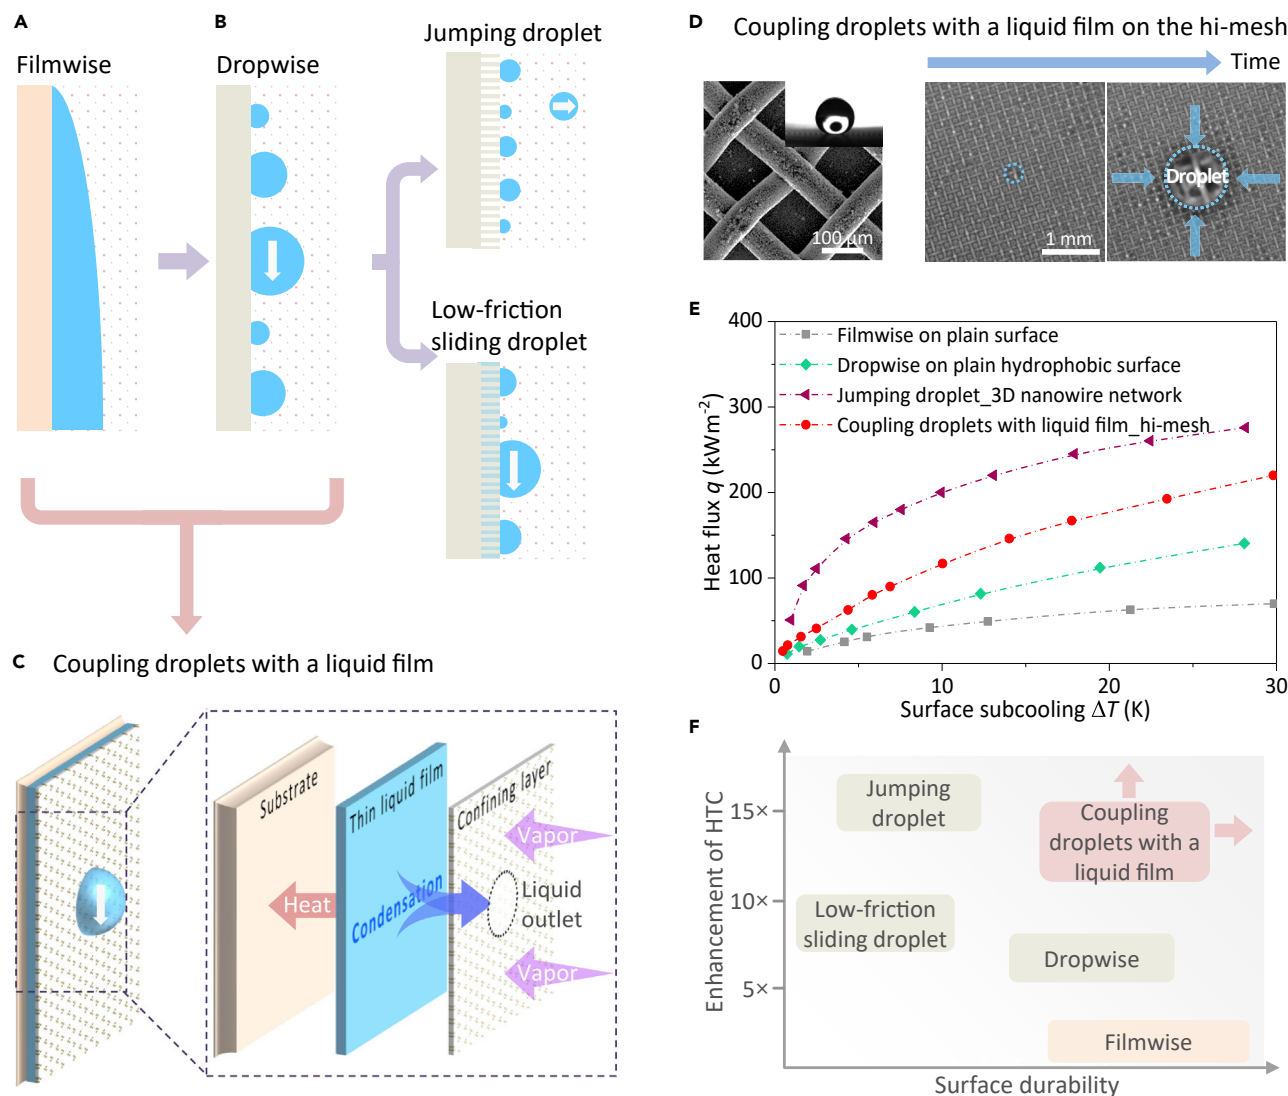 A
Filmwise
B
Dropwise
Jumping droplet
Low-friction
sliding droplet
C Coupling droplets with a liquid film
Substrate
Thin liquid film
Confining layer
Heat
Condensation
Vapor
Liquid
outlet
Vapor
D Coupling droplets with a liquid film on the hi-mesh
Time
100 μm
1 mm
Droplet
E
Heat flux q (kWm⁻²)
400
300
200
100
0
Filmwise on plain surface
Dropwise on plain hydrophobic surface
Jumping droplet_3D nanowire network
Coupling droplets with liquid film_hi-mesh
0 10 20 30
Surface subcooling ΔT (K)
F
Enhancement of HTC
15×
10×
5×
Jumping
droplet
Coupling
droplets with a
liquid film
Low-friction
sliding droplet
Dropwise
Filmwise
Surface durability